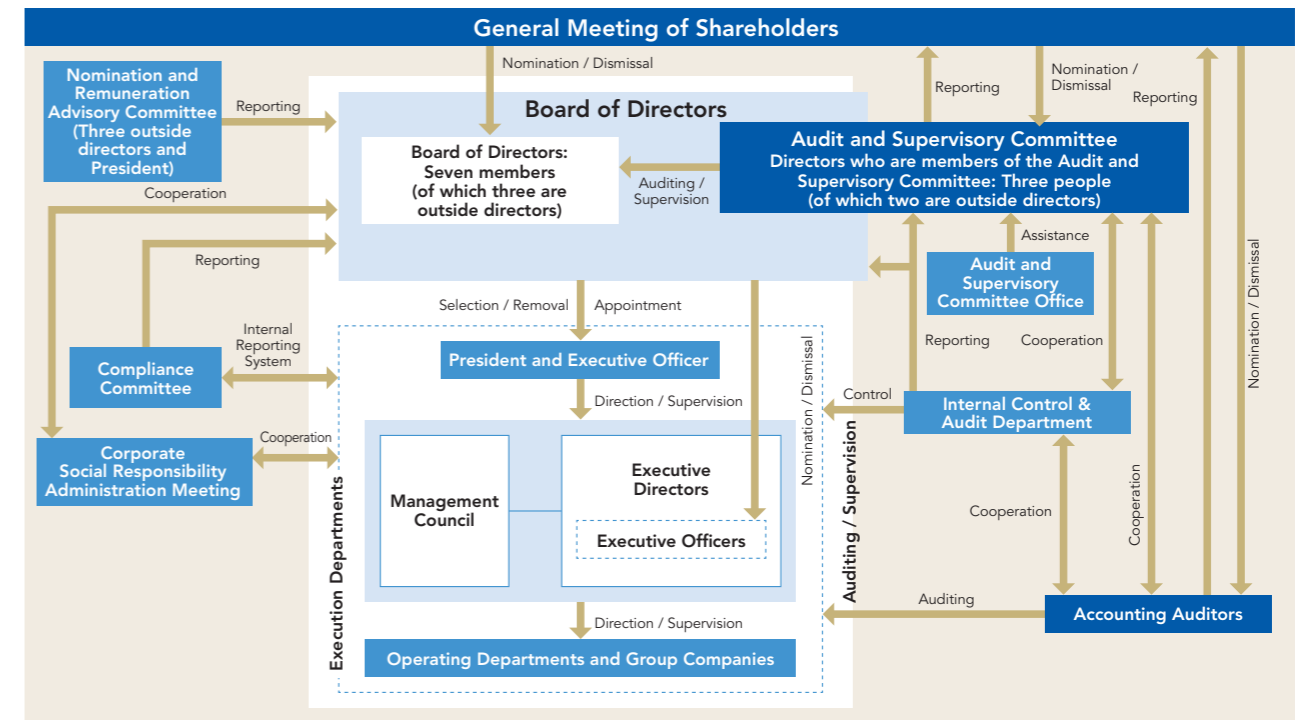 General Meeting of Shareholders
Nomination / Dismissal
Reporting
Nomination /
Dismissal
Reporting
Nomination / Dismissal
Nomination and
Remuneration
Advisory Committee
(Three outside
directors and
President)
Reporting
Board of Directors
Board of Directors:
Seven members
(of which three are
outside directors)
Auditing /
Supervision
Audit and Supervisory Committee
Directors who are members of the Audit and
Supervisory Committee: Three people
(of which two are outside directors)
Cooperation
Reporting
Assistance
Audit and
Supervisory
Committee Office
Selection / Removal
Appointment
Internal
Reporting
System
Compliance
Committee
President and Executive Officer
Nomination / Dismissal
Reporting
Cooperation
Direction / Supervision
Control
Internal Control &
Audit Department
Cooperation
Corporate
Social Responsibility
Administration Meeting
Execution Departments
Management
Council
Executive
Directors
Executive Officers
Auditing / Supervision
Cooperation
Cooperation
Direction / Supervision
Auditing
Accounting Auditors
Operating Departments and Group Companies